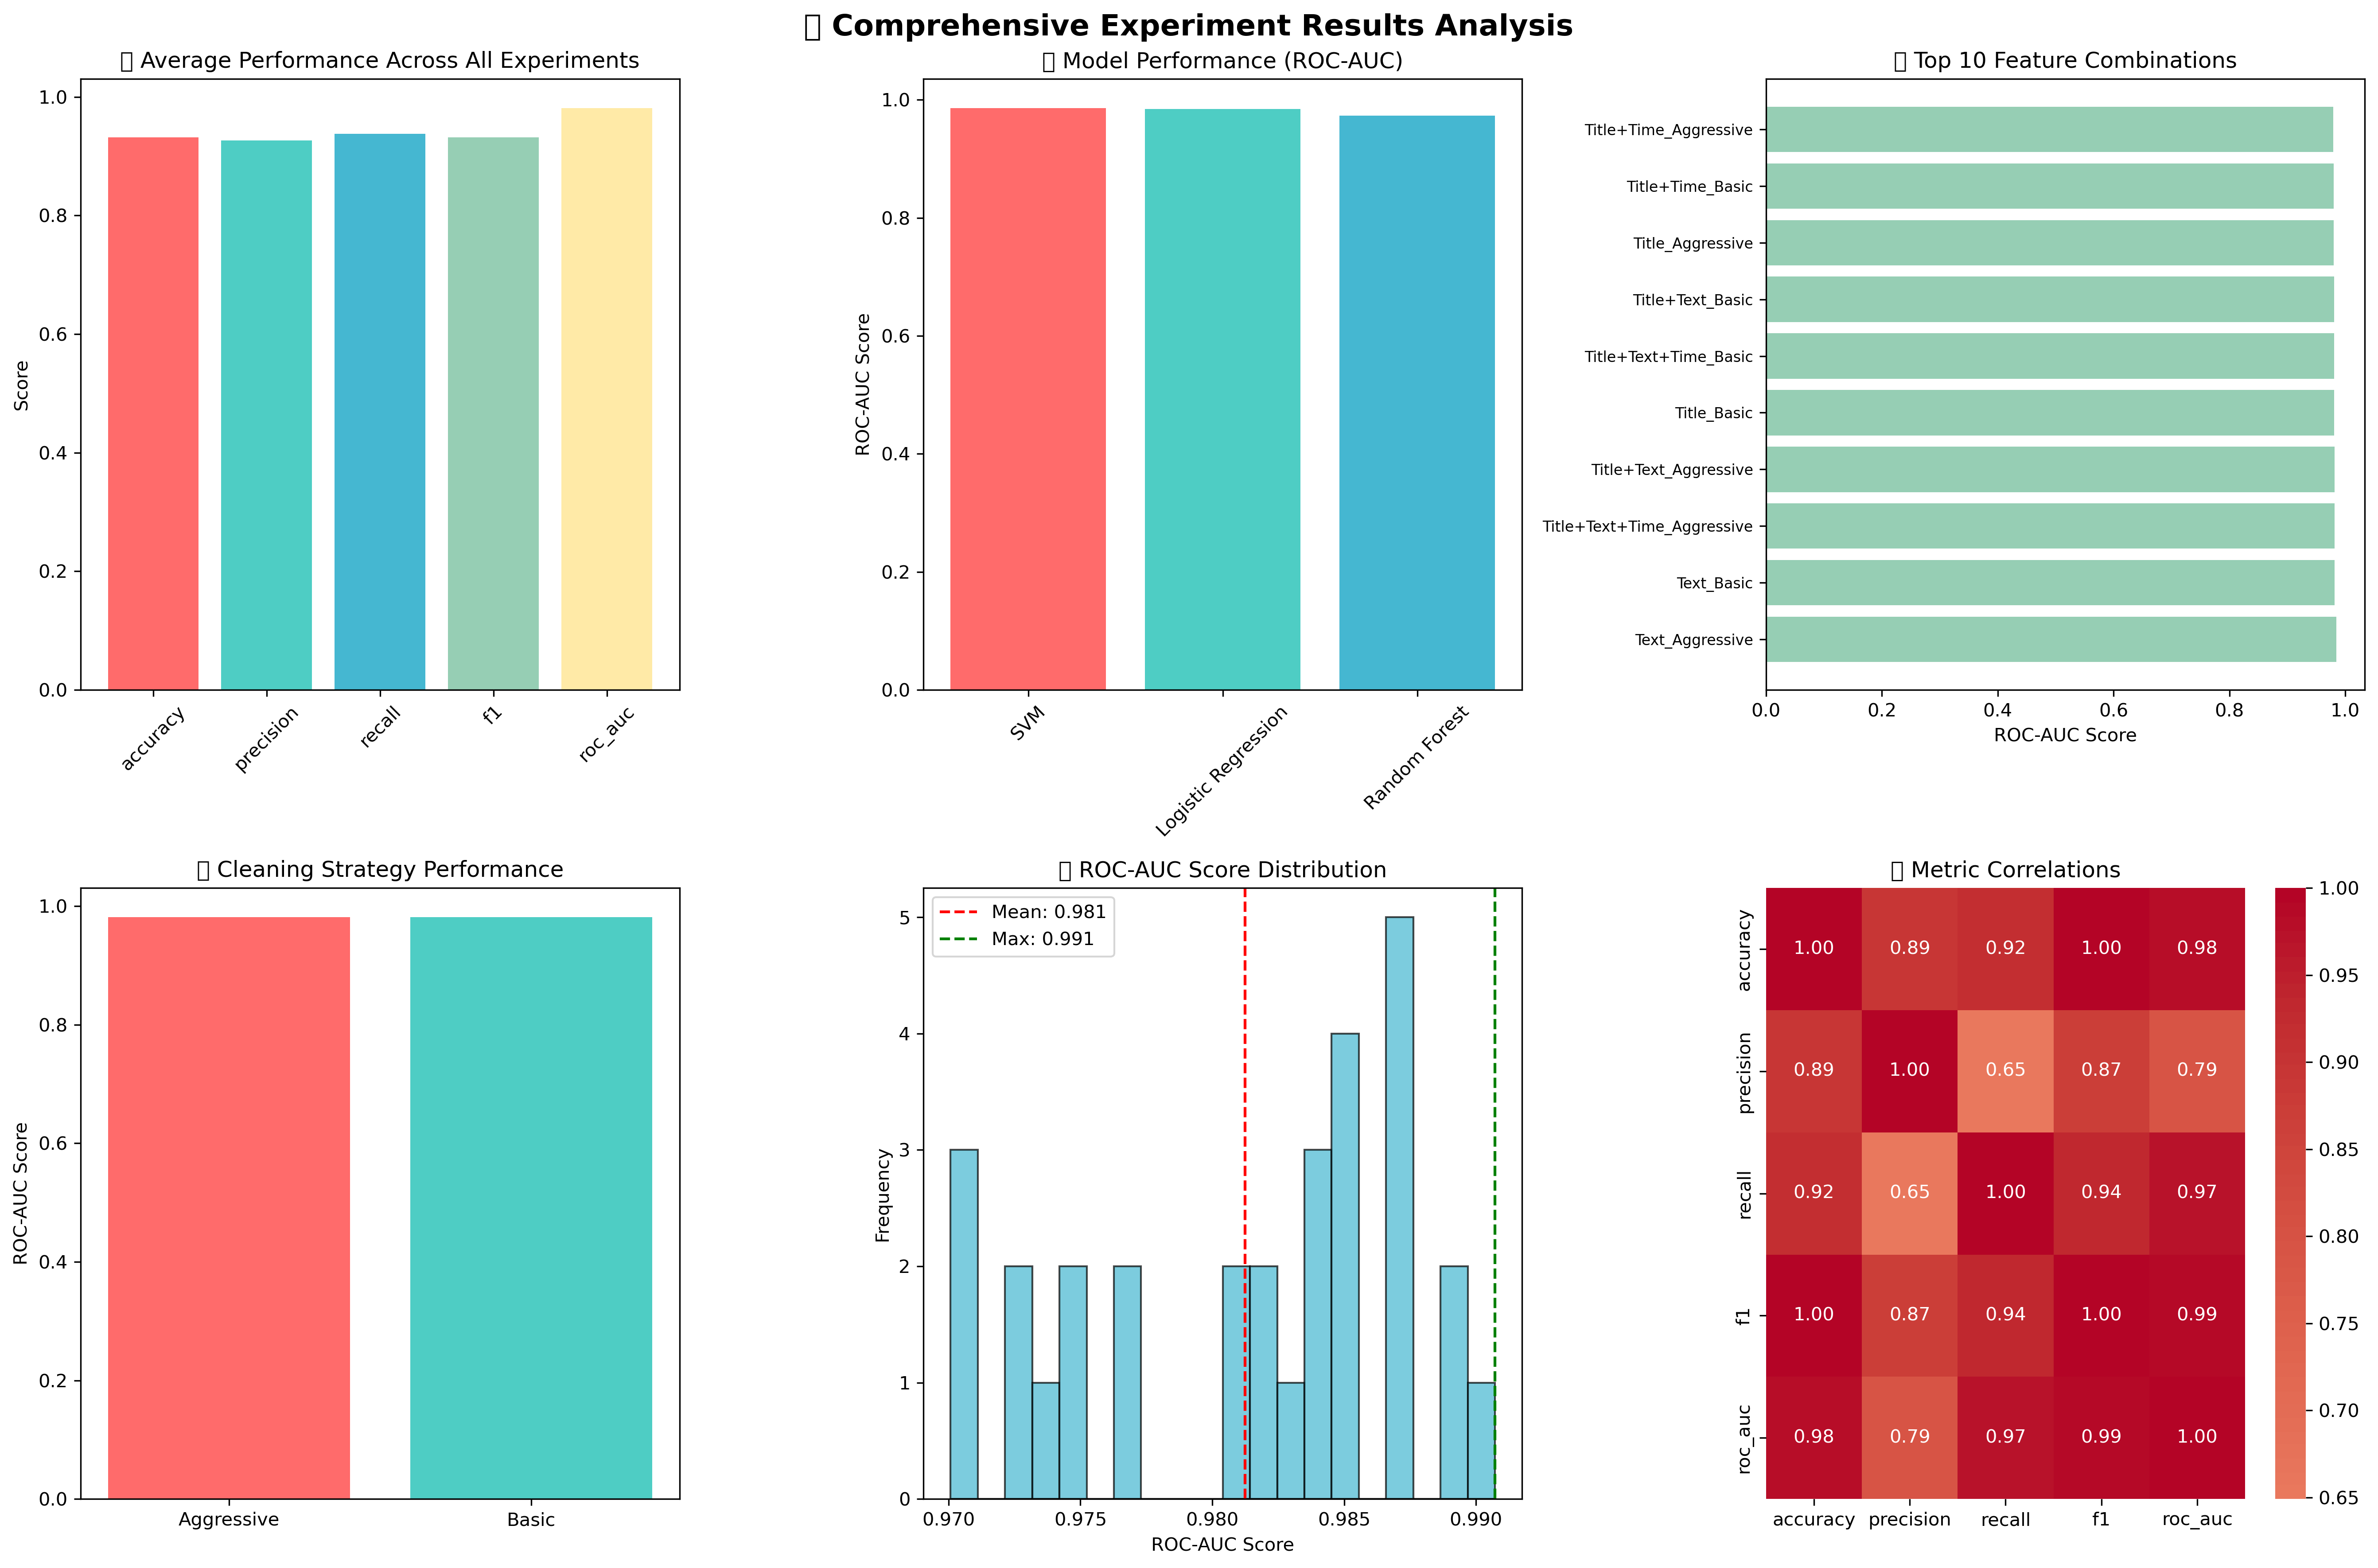 Comprehensive Experiment Results Analysis
Average Performance Across All Experiments
Score
1.0
0.8
0.6
0.4
0.2
0.0
accuracy
precision
recall
f1
roc_auc
Model Performance (ROC-AUC)
ROC-AUC Score
1.0
0.8
0.6
0.4
0.2
0.0
SVM
Logistic Regression
Random Forest
Top 10 Feature Combinations
Title+Time_Aggressive
Title+Time_Basic
Title_Aggressive
Title+Text_Basic
Title+Text+Time_Basic
Title_Basic
Title+Text_Aggressive
Title+Text+Time_Aggressive
Text_Basic
Text_Aggressive
0.0 0.2 0.4 0.6 0.8 1.0
ROC-AUC Score
Cleaning Strategy Performance
ROC-AUC Score
1.0
0.8
0.6
0.4
0.2
0.0
Aggressive Basic
ROC-AUC Score Distribution
Mean: 0.981
Max: 0.991
Frequency
5
4
3
2
1
0
0.970 0.975 0.980 0.985 0.990
ROC-AUC Score
Metric Correlations
accuracy 1.00 0.89 0.92 1.00 0.98
precision 0.89 1.00 0.65 0.87 0.79
recall 0.92 0.65 1.00 0.94 0.97
f1 1.00 0.87 0.94 1.00 0.99
roc_auc 0.98 0.79 0.97 0.99 1.00
accuracy precision recall f1 roc_auc
1.00
0.95
0.90
0.85
0.80
0.75
0.70
0.65